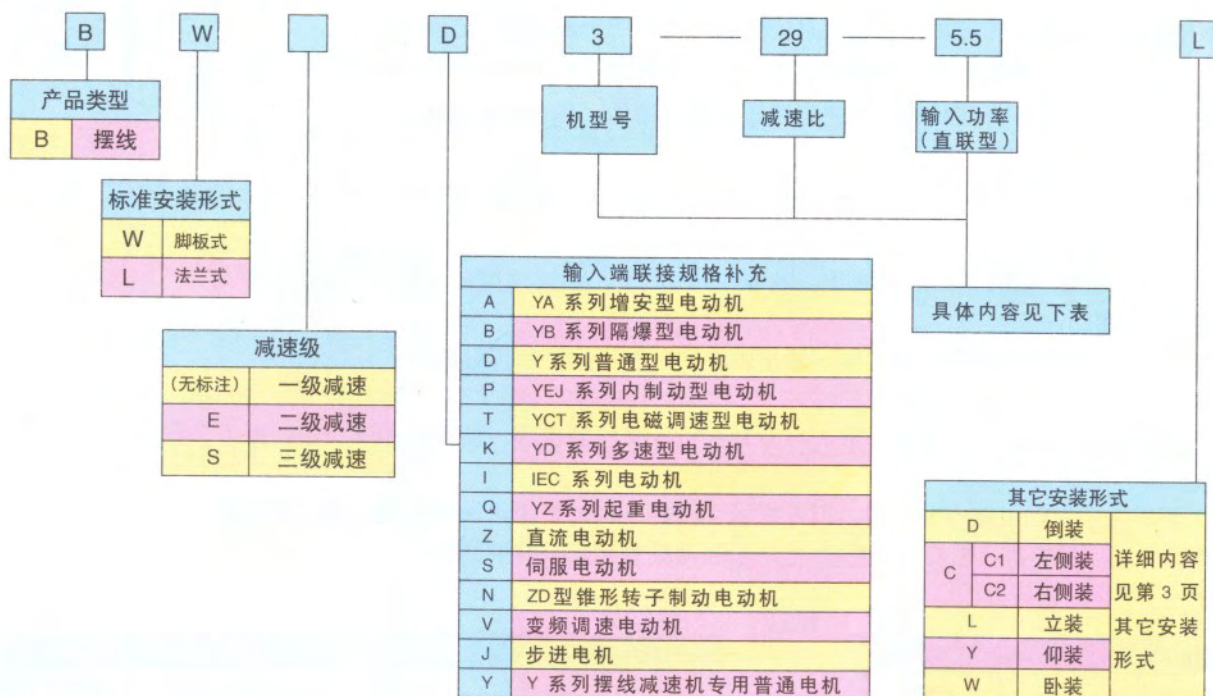 B W D 3 29 5.5 L
产品类型
B 摆线
机型号
减速比
输入功率
(直联型)
标准安装形式
W 脚板式
L 法兰式
具体内容见下表
减速级
(无标注) 一级减速
E 二级减速
S 三级减速
输入端联接规格补充
A YA 系列增安型电动机
B YB 系列隔爆型电动机
D Y系列普通型电动机
P YEJ 系列内制动型电动机
T YCT 系列电磁调速型电动机
K YD 系列多速型电动机
I IEC 系列电动机
Q YZ系列起重电动机
Z 直流电动机
S 伺服电动机
N ZD型锥形转子制动电动机
V 变频调速电动机
J 步进电机
Y Y 系列摆线减速机专用普通电机
其它安装形式
D 倒装
C C1 左侧装
C2 右侧装
L 立装
Y 仰装
W 卧装
详细内容
见第3页
其它安装
形式